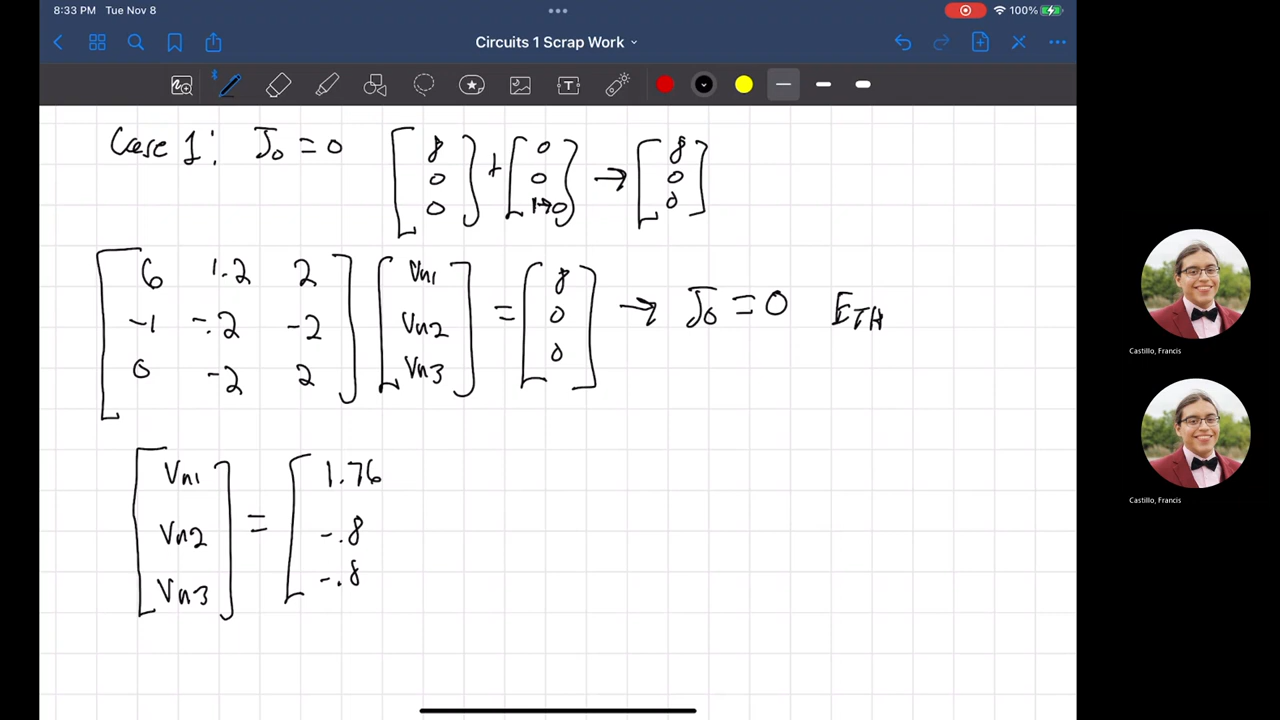 8:33 PM Tue Nov 8
100%
Circuits 1 Scrap Work
Case 1: J₀ = 0 [8 0 0] + [0 0 1→0] → [8 0 0]
[6 1.2 2
-1 -.2 -2
0 -2 2] [Vn1 Vn2 Vn3] = [8 0 0] → J₀ = 0 ETH
[Vn1
Vn2
Vn3] = [1.76
-.8
-.8
Castillo, Francis
Castillo, Francis